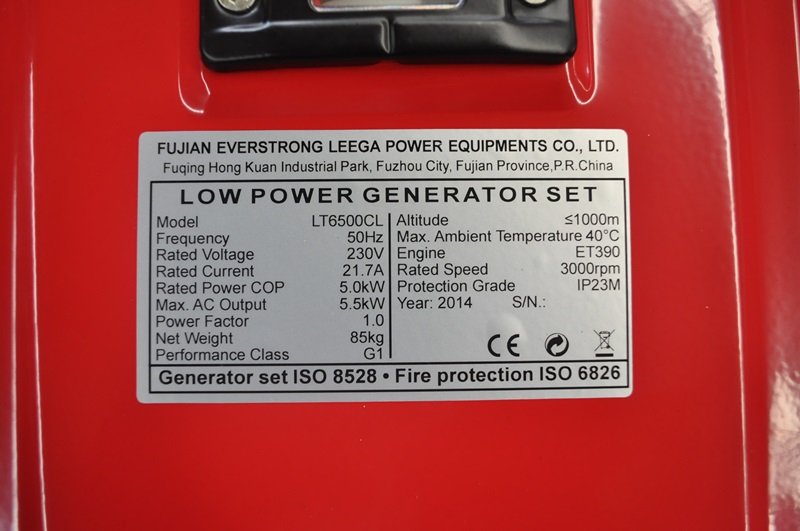 FUJIAN EVERSTRONG LEEGA POWER EQUIPMENTS CO., LTD.
Fuqing Hong Kuan Industrial Park, Fuzhou City, Fujian Province,P.R.China
LOW POWER GENERATOR SET
Model LT6500CL
Frequency 50Hz
Rated Voltage 230V
Rated Current 21.7A
Rated Power COP 5.0kW
Max. AC Output 5.5kW
Power Factor 1.0
Net Weight 85kg
Performance Class G1
Altitude ≤1000m
Max. Ambient Temperature 40°C
Engine ET390
Rated Speed 3000rpm
Protection Grade IP23M
Year: 2014 S/N.:
CE
Generator set ISO 8528 • Fire protection ISO 6826